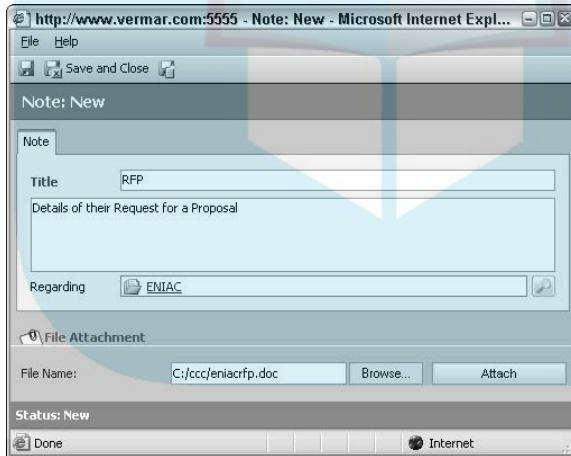 http://www.vermar.com:5555 - Note: New - Microsoft Internet Expl...
File Help
Save and Close
Note: New
Note
Title RFP
Details of their Request for a Proposal
Regarding ENIAC
File Attachment
File Name: C:/ccc/eniacrfp.doc Browse... Attach
Status: New
Done Internet